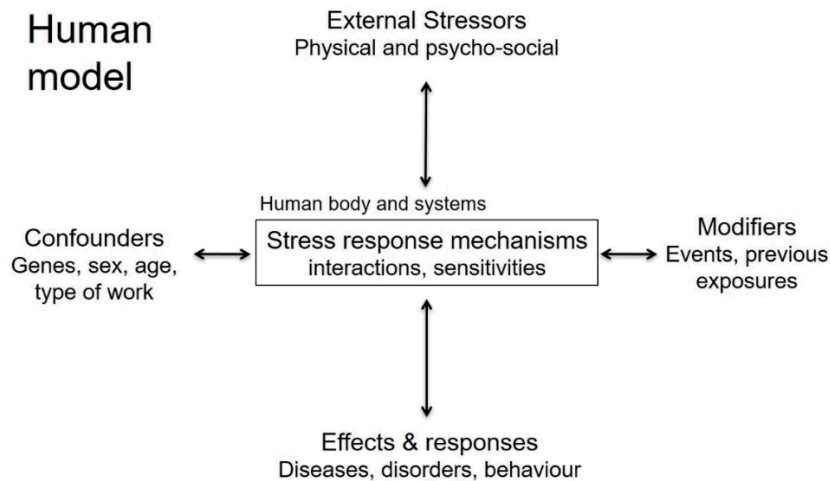 Human
model
External Stressors
Physical and psycho-social
Human body and systems
Stress response mechanisms
interactions, sensitivities
Confounders
Genes, sex, age,
type of work
Modifiers
Events, previous
exposures
Effects & responses
Diseases, disorders, behaviour